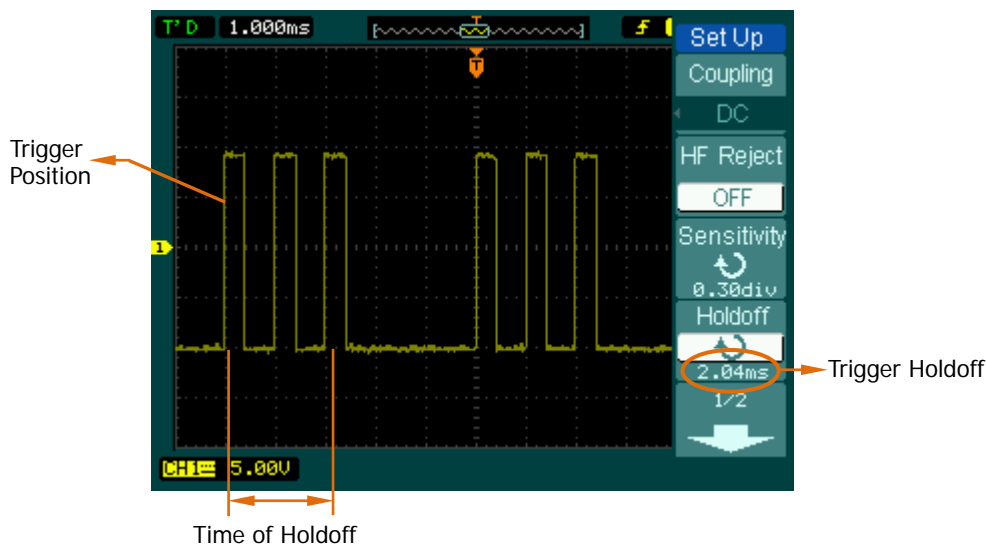 T'D 1.000ms
T
Set Up
Coupling
DC
HF Reject
OFF
Sensitivity
0.30div
Holdoff
2.04ms
1/2
Trigger
Position
1
T
Trigger Holdoff
CH1 5.00V
Time of Holdoff